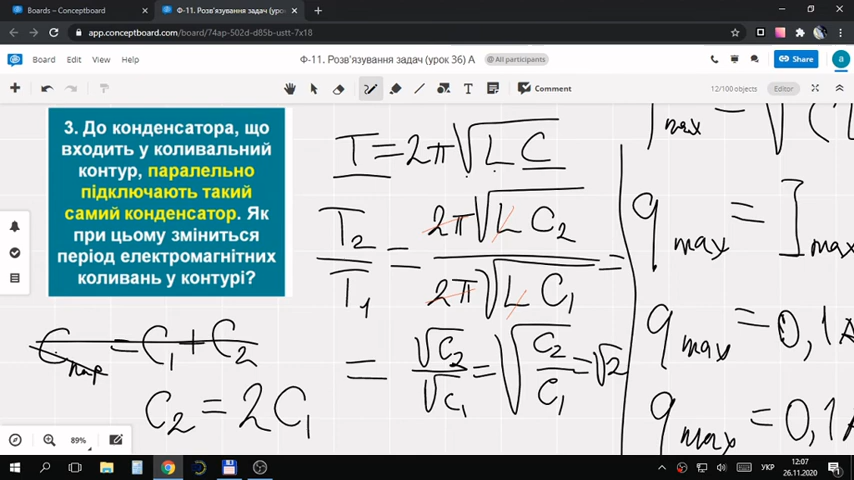 Boards – Conceptboard
Ф-11. Розв'язування задач (урок
app.conceptboard.com/board/74ap-502d-d85b-ustt-7x18
Board Edit View Ф-11. Розв'язування задач (урок 36) А All participants Share a
Comment 12/100 objects Editor
3. До конденсатора, що
входить у коливальний
контур, паралельно
підключають такий
самий конденсатор. Як
при цьому зміниться
період електромагнітних
коливань у контурі?
C пар = C₁ + C₂
C₂ = 2C₁
T = 2π√LC
T₂/T₁ = 2π√LC₂ / 2π√LC₁ =
= √C₂/√C₁ = √C₂/C₁ = √2
max = √
q max = I max
q max = 0,1A
q max = 0,1A
89%
УКР 12:07
26.11.2020
1